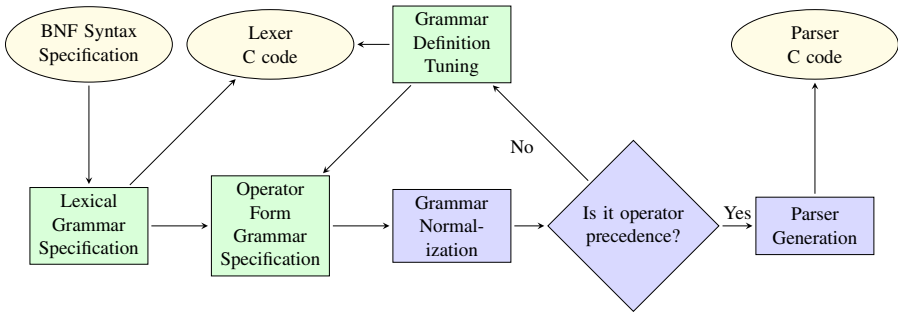 BNF Syntax
Specification
Lexer
C code
Grammar
Definition
Tuning
Parser
C code
No
Lexical
Grammar
Specification
Operator
Form
Grammar
Specification
Grammar
Normal-
ization
Is it operator
precedence?
Yes
Parser
Generation